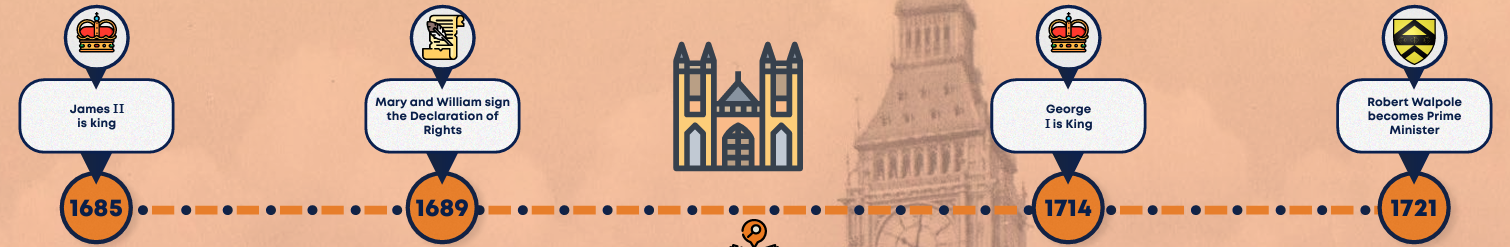 James II
is king
1685
Mary and William sign
the Declaration of
Rights
1689
George
I is King
1714
Robert Walpole
becomes Prime
Minister
1721